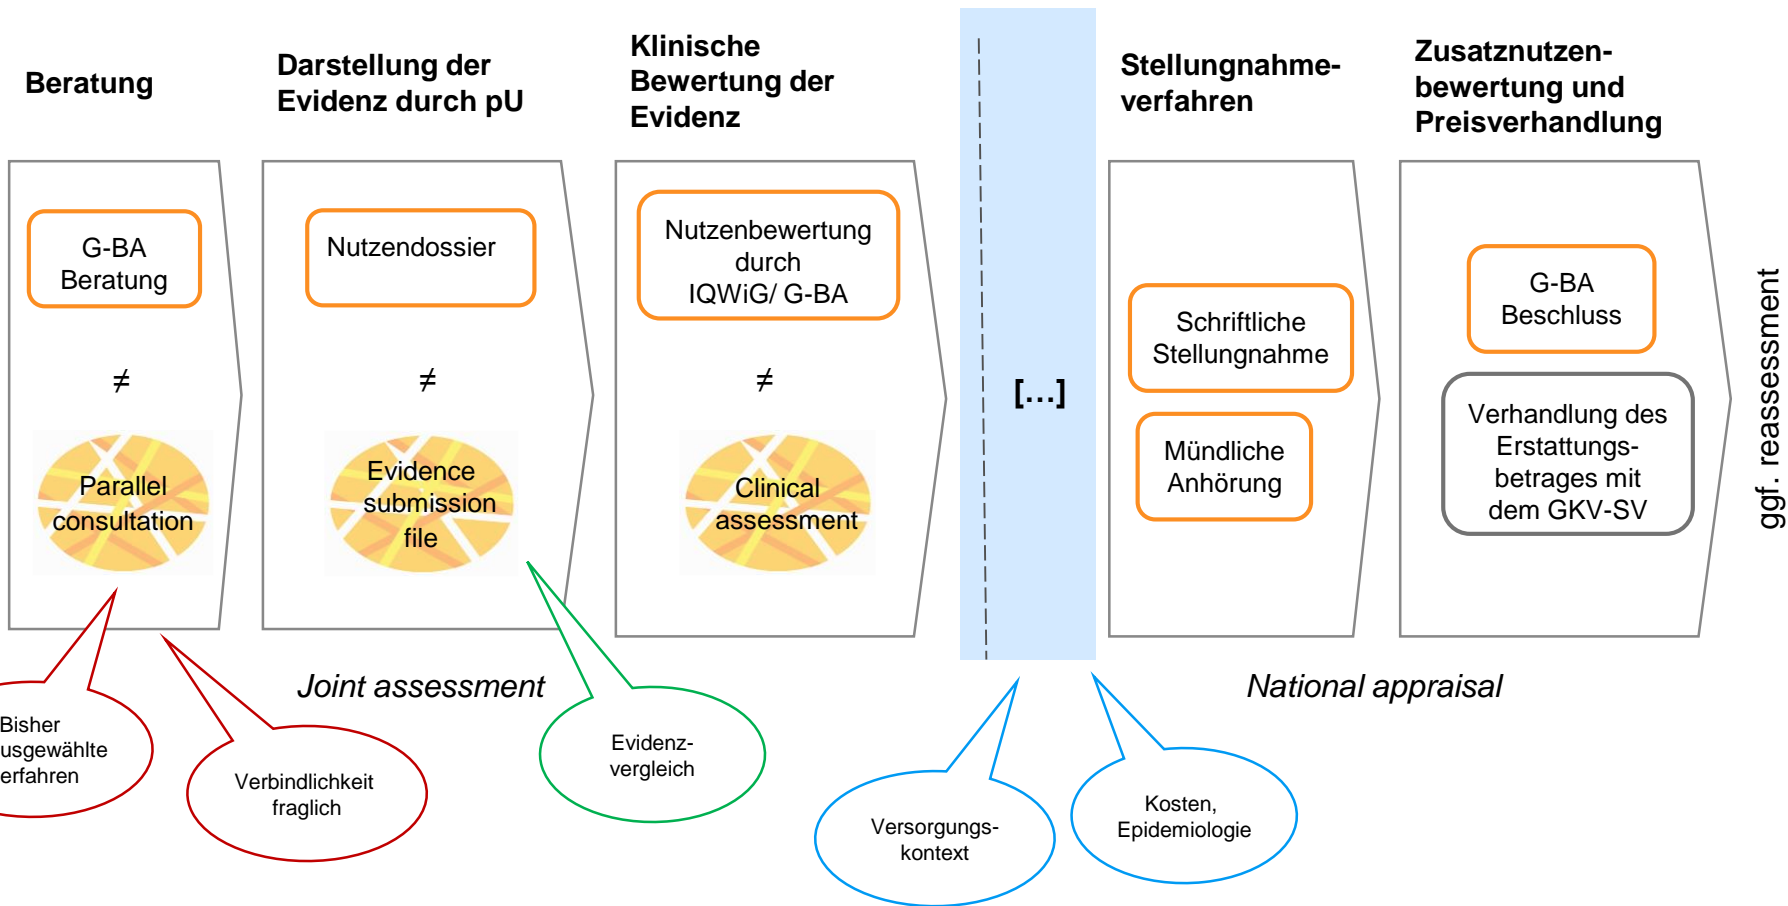 Beratung
Darstellung der
Evidenz durch pU
Klinische
Bewertung der
Evidenz
Stellungnahme-
verfahren
Zusatznutzen-
bewertung und
Preisverhandlung
G-BA
Beratung
≠
Parallel
consultation
Nutzendossier
≠
Evidence
submission
file
Nutzenbewertung
durch
IQWiG/ G-BA
≠
Clinical
assessment
[…]
Schriftliche
Stellungnahme
Mündliche
Anhörung
G-BA
Beschluss
Verhandlung des
Erstattungs-
betrages mit
dem GKV-SV
ggf. reassessment
Joint assessment
National appraisal
Bisher
usgewählte
erfahren
Verbindlichkeit
fraglich
Evidenz-
vergleich
Versorgungs-
kontext
Kosten,
Epidemiologie